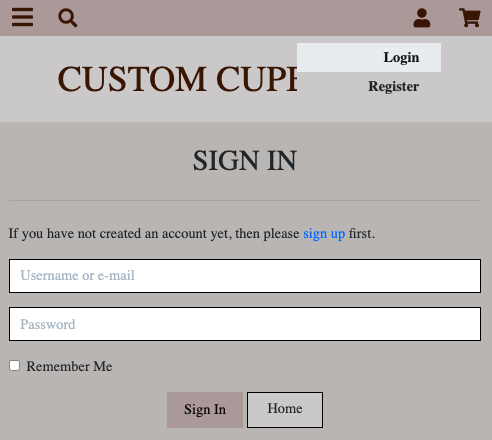 Login
CUSTOM CUP
Register
SIGN IN
If you have not created an account yet, then please sign up first.
Username or e-mail
Password
Remember Me
Sign In Home